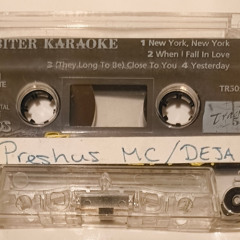 BITER KARAOKE
1 New York, New York
2 When I Fall In Love
3 (They Long To Be) Close To You 4 Yesterday
Preshus MC/DEJA